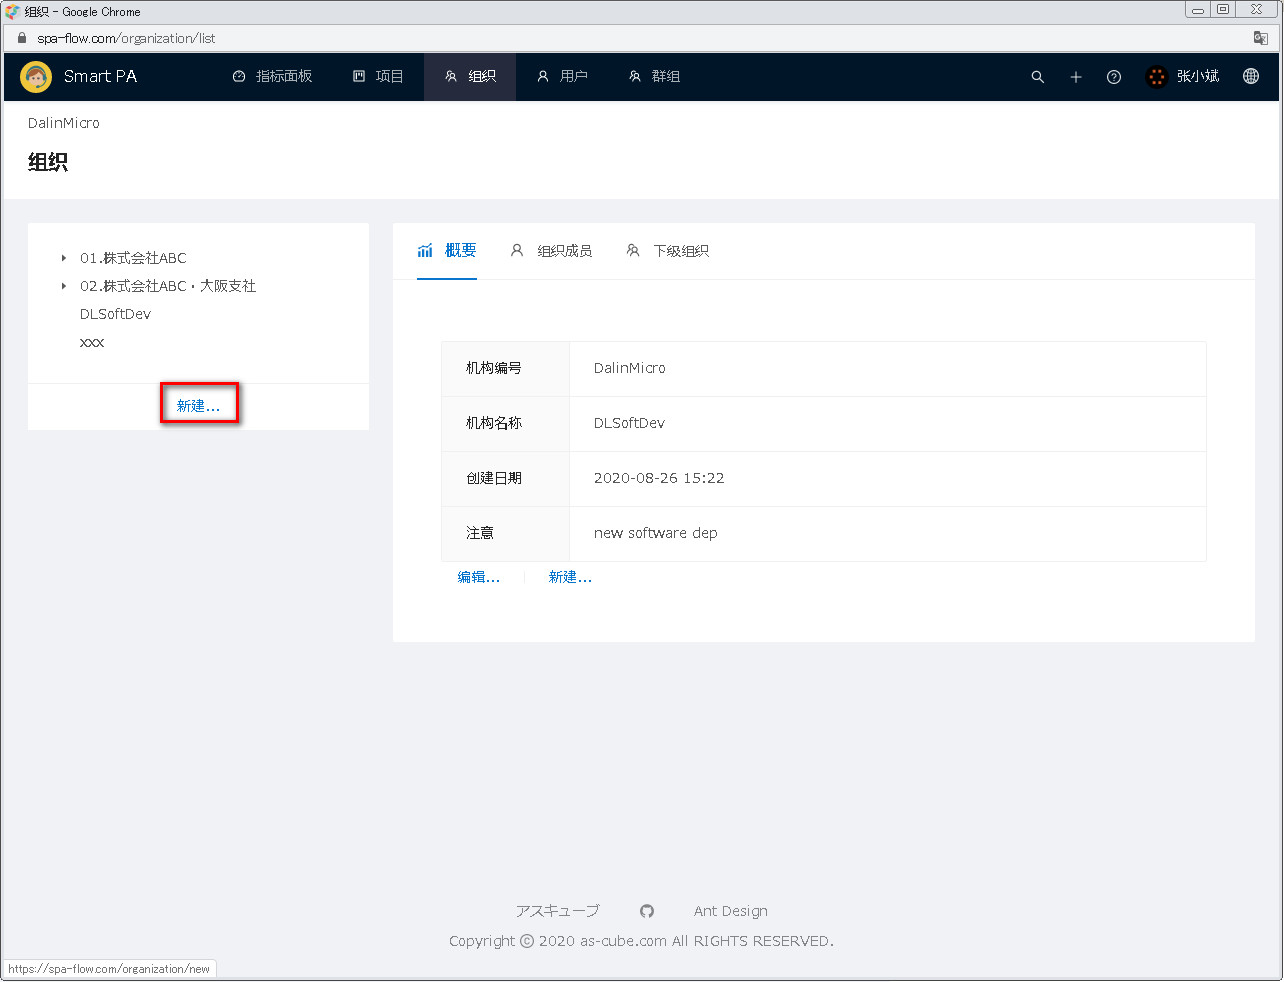 组织 - Google Chrome
spa-flow.com/organization/list
Smart PA 指标面板 项目 组织 用户 群组 张小斌
DalinMicro
组织
01.株式会社ABC
02.株式会社ABC・大阪支社
DLSoftDev
xxx
新建...
概要 组织成员 下级组织
机构编号 DalinMicro
机构名称 DLSoftDev
创建日期 2020-08-26 15:22
注意 new software dep
编辑... 新建...
アスキューブ Ant Design
Copyright © 2020 as-cube.com All RIGHTS RESERVED.
https://spa-flow.com/organization/new